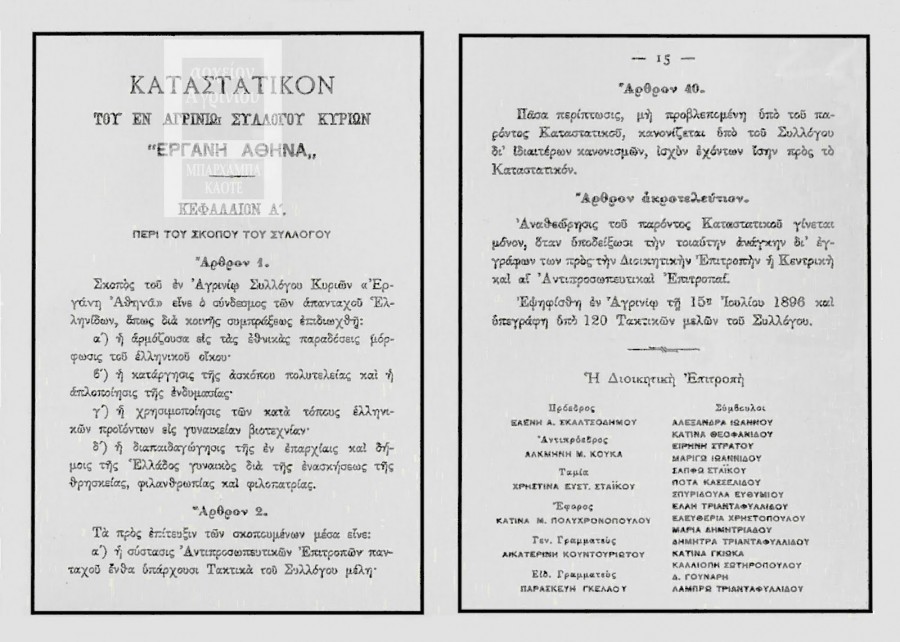 ΚΑΤΑΣΤΑΤΙΚΟΝ
ΤΟΥ ΕΝ ΑΓΡΙΝΙΩι ΣΥΛΛΟΓΟΥ ΚΥΡΙΩΝ
"ΕΡΓΑΝΗ ΑΘΗΝΑ„
ΚΕΦΑΛΑΙΟΝ Α΄.
ΠΕΡΙ ΤΟΥ ΣΚΟΠΟΥ ΤΟΥ ΣΥΛΛΟΓΟΥ
Ἄρθρον 1.
Σκοπὸς τοῦ ἐν Ἀγρινίῳ Συλλόγου Κυριῶν «Ἐρ-
γάνη Ἀθηνᾶ» εἶνε ὁ σύνδεσμος τῶν ἁπανταχοῦ Ἑλ-
ληνίδων, ὅπως διὰ κοινῆς συμπράξεως ἐπιδιωχθῇ:
α΄) ἡ ἁρμόζουσα εἰς τὰς ἐθνικὰς παραδόσεις μόρ-
φωσις τοῦ ἑλληνικοῦ οἴκου·
β΄) ἡ κατάργησις τῆς ἀσκόπου πολυτελείας καὶ ἡ
ἁπλοποίησις τῆς ἐνδυμασίας·
γ΄) ἡ χρησιμοποίησις τῶν κατὰ τόπους ἑλληνι-
κῶν προϊόντων εἰς γυναικείαν βιοτεχνίαν·
δ΄) ἡ διαπαιδαγώγησις τῆς ἐν ἐπαρχίαις καὶ δή-
μοις τῆς Ἑλλάδος γυναικὸς διὰ τῆς ἐνασκήσεως τῆς
θρησκείας, φιλανθρωπίας καὶ φιλοπατρίας.
Ἄρθρον 2.
Τὰ πρὸς ἐπίτευξιν τῶν σκοπουμένων μέσα εἶνε:
α΄) ἡ σύστασις Ἀντιπροσωπευτικῶν Ἐπιτροπῶν παν-
ταχοῦ ἔνθα ὑπάρχουσι Τακτικὰ τοῦ Συλλόγου μέλη·
αρχείον
Αγρινίου
ΜΠΑΡΧΑΜΠΑ
ΚΑΟΤΕ
— 15 —
Ἄρθρον 40.
Πᾶσα περίπτωσις, μὴ προβλεπομένη ὑπὸ τοῦ πα-
ρόντος Καταστατικοῦ, κανονίζεται ὑπὸ τοῦ Συλλόγου
δι' ἰδιαιτέρων κανονισμῶν, ἰσχὺν ἐχόντων ἴσην πρὸς τὸ
Καταστατικόν.
Ἄρθρον ἀκροτελεύτιον.
Ἀναθεώρησις τοῦ παρόντος Καταστατικοῦ γίνεται
μόνον, ὅταν ὑποδείξωσι τὴν τοιαύτην ἀνάγκην δι' ἐγ-
γράφων των πρὸς τὴν Διοικητικὴν Ἐπιτροπὴν ἡ Κεντρικὴ
καὶ αἱ Ἀντιπροσωπευτικαὶ Ἐπιτροπαί.
Ἐψηφίσθη ἐν Ἀγρινίῳ τῇ 15ῃ Ἰουλίου 1896 καὶ
ὑπεγράφη ὑπὸ 120 Τακτικῶν μελῶν τοῦ Συλλόγου.
Ἡ Διοικητικὴ Ἐπιτροπὴ
Πρόεδρος
ΕΛΕΝΗ Α. ΣΚΑΛΤΣΟΔΗΜΟΥ
Ἀντιπρόεδρος
ΑΛΚΜΗΝΗ Μ. ΚΟΥΚΑ
Ταμία
ΧΡΗΣΤΙΝΑ ΕΥΣΤ. ΣΤΑΪΚΟΥ
Ἔφορος
ΚΑΤΙΝΑ Μ. ΠΟΛΥΧΡΟΝΟΠΟΥΛΟΥ
Γεν. Γραμματεὺς
ΑΙΚΑΤΕΡΙΝΗ ΚΟΥΝΤΟΥΡΙΩΤΟΥ
Εἰδ. Γραμματεὺς
ΠΑΡΑΣΚΕΥΗ ΓΚΕΛΑΟΥ
Σύμβουλοι
ΑΛΕΞΑΝΔΡΑ ΙΩΑΝΝΟΥ
ΚΑΤΙΝΑ ΘΕΟΦΑΝΙΔΟΥ
ΕΙΡΗΝΗ ΣΤΡΑΤΟΥ
ΜΑΡΙΓΩ ΙΩΑΝΝΙΔΟΥ
ΣΑΠΦΩ ΣΤΑΪΚΟΥ
ΠΟΤΑ ΚΑΣΣΕΛΙΔΟΥ
ΣΠΥΡΙΔΟΥΛΑ ΕΥΘΥΜΙΟΥ
ΕΛΛΗ ΤΡΙΑΝΤΑΦΥΛΛΙΔΟΥ
ΕΛΕΥΘΕΡΙΑ ΧΡΗΣΤΟΠΟΥΛΟΥ
ΜΑΡΙΑ ΔΗΜΗΤΡΙΑΔΟΥ
ΔΗΜΗΤΡΑ ΤΡΙΑΝΤΑΦΥΛΛΙΔΟΥ
ΚΑΤΙΝΑ ΓΚΙΩΚΑ
ΚΑΛΛΙΟΠΗ ΣΩΤΗΡΟΠΟΥΛΟΥ
Δ. ΓΟΥΝΑΡΗ
ΛΑΜΠΡΩ ΤΡΙΑΝΤΑΦΥΛΛΙΔΟΥ